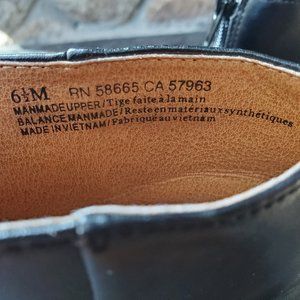 6½M. RN 58665 CA 57963
MANMADE UPPER/Tige faite à la main
BALANCE MANMADE/Reste en matériaux synthétiques
MADE IN VIETNAM/Fabriqué au vietnam